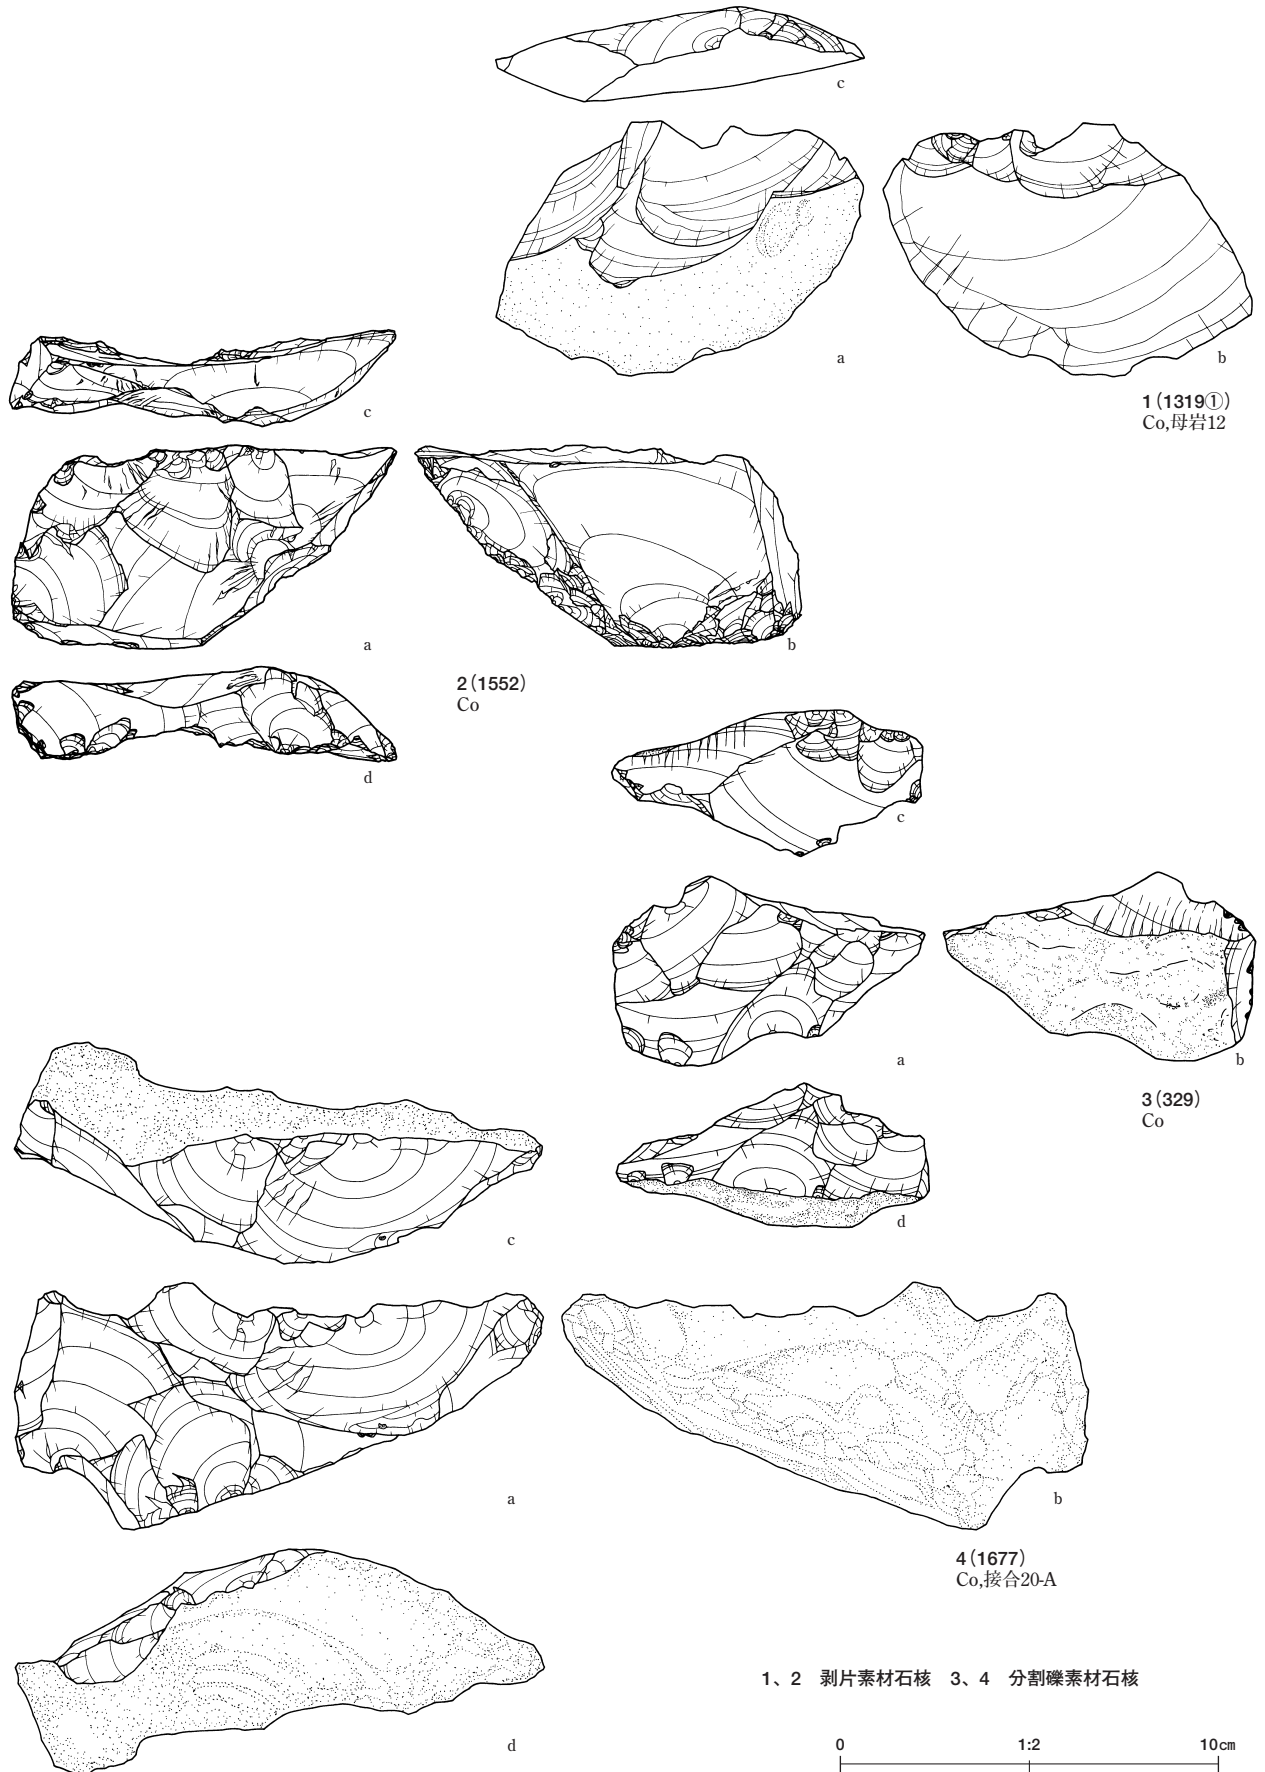 c
a
b
1(1319①)
Co,母岩12
c
a
b
2(1552)
Co
d
c
a
b
3(329)
Co
d
c
a
b
4(1677)
Co,接合20-A
d
1、2　剥片素材石核　3、4　分割礫素材石核
0 1:2 10cm